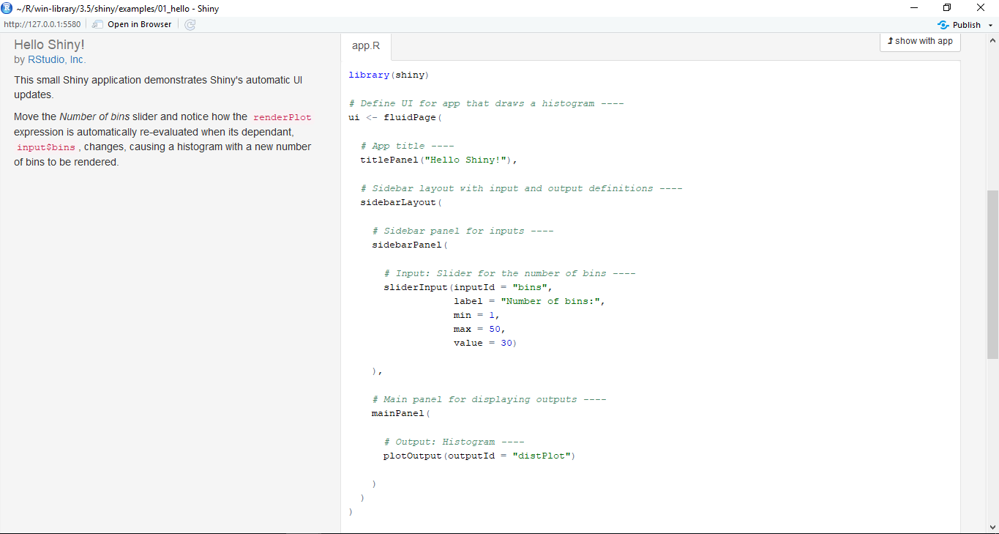 ~/R/win-library/3.5/shiny/examples/01_hello - Shiny
http://127.0.0.1:5580 Open in Browser Publish
Hello Shiny!
by RStudio, Inc.
This small Shiny application demonstrates Shiny's automatic UI
updates.
Move the Number of bins slider and notice how the renderPlot
expression is automatically re-evaluated when its dependant,
input$bins , changes, causing a histogram with a new number
of bins to be rendered.
app.R
show with app
library(shiny)
# Define UI for app that draws a histogram ----
ui <- fluidPage(
# App title ----
titlePanel("Hello Shiny!"),
# Sidebar layout with input and output definitions ----
sidebarLayout(
# Sidebar panel for inputs ----
sidebarPanel(
# Input: Slider for the number of bins ----
sliderInput(inputId = "bins",
label = "Number of bins:",
min = 1,
max = 50,
value = 30)
),
# Main panel for displaying outputs ----
mainPanel(
# Output: Histogram ----
plotOutput(outputId = "distPlot")
)
)
)